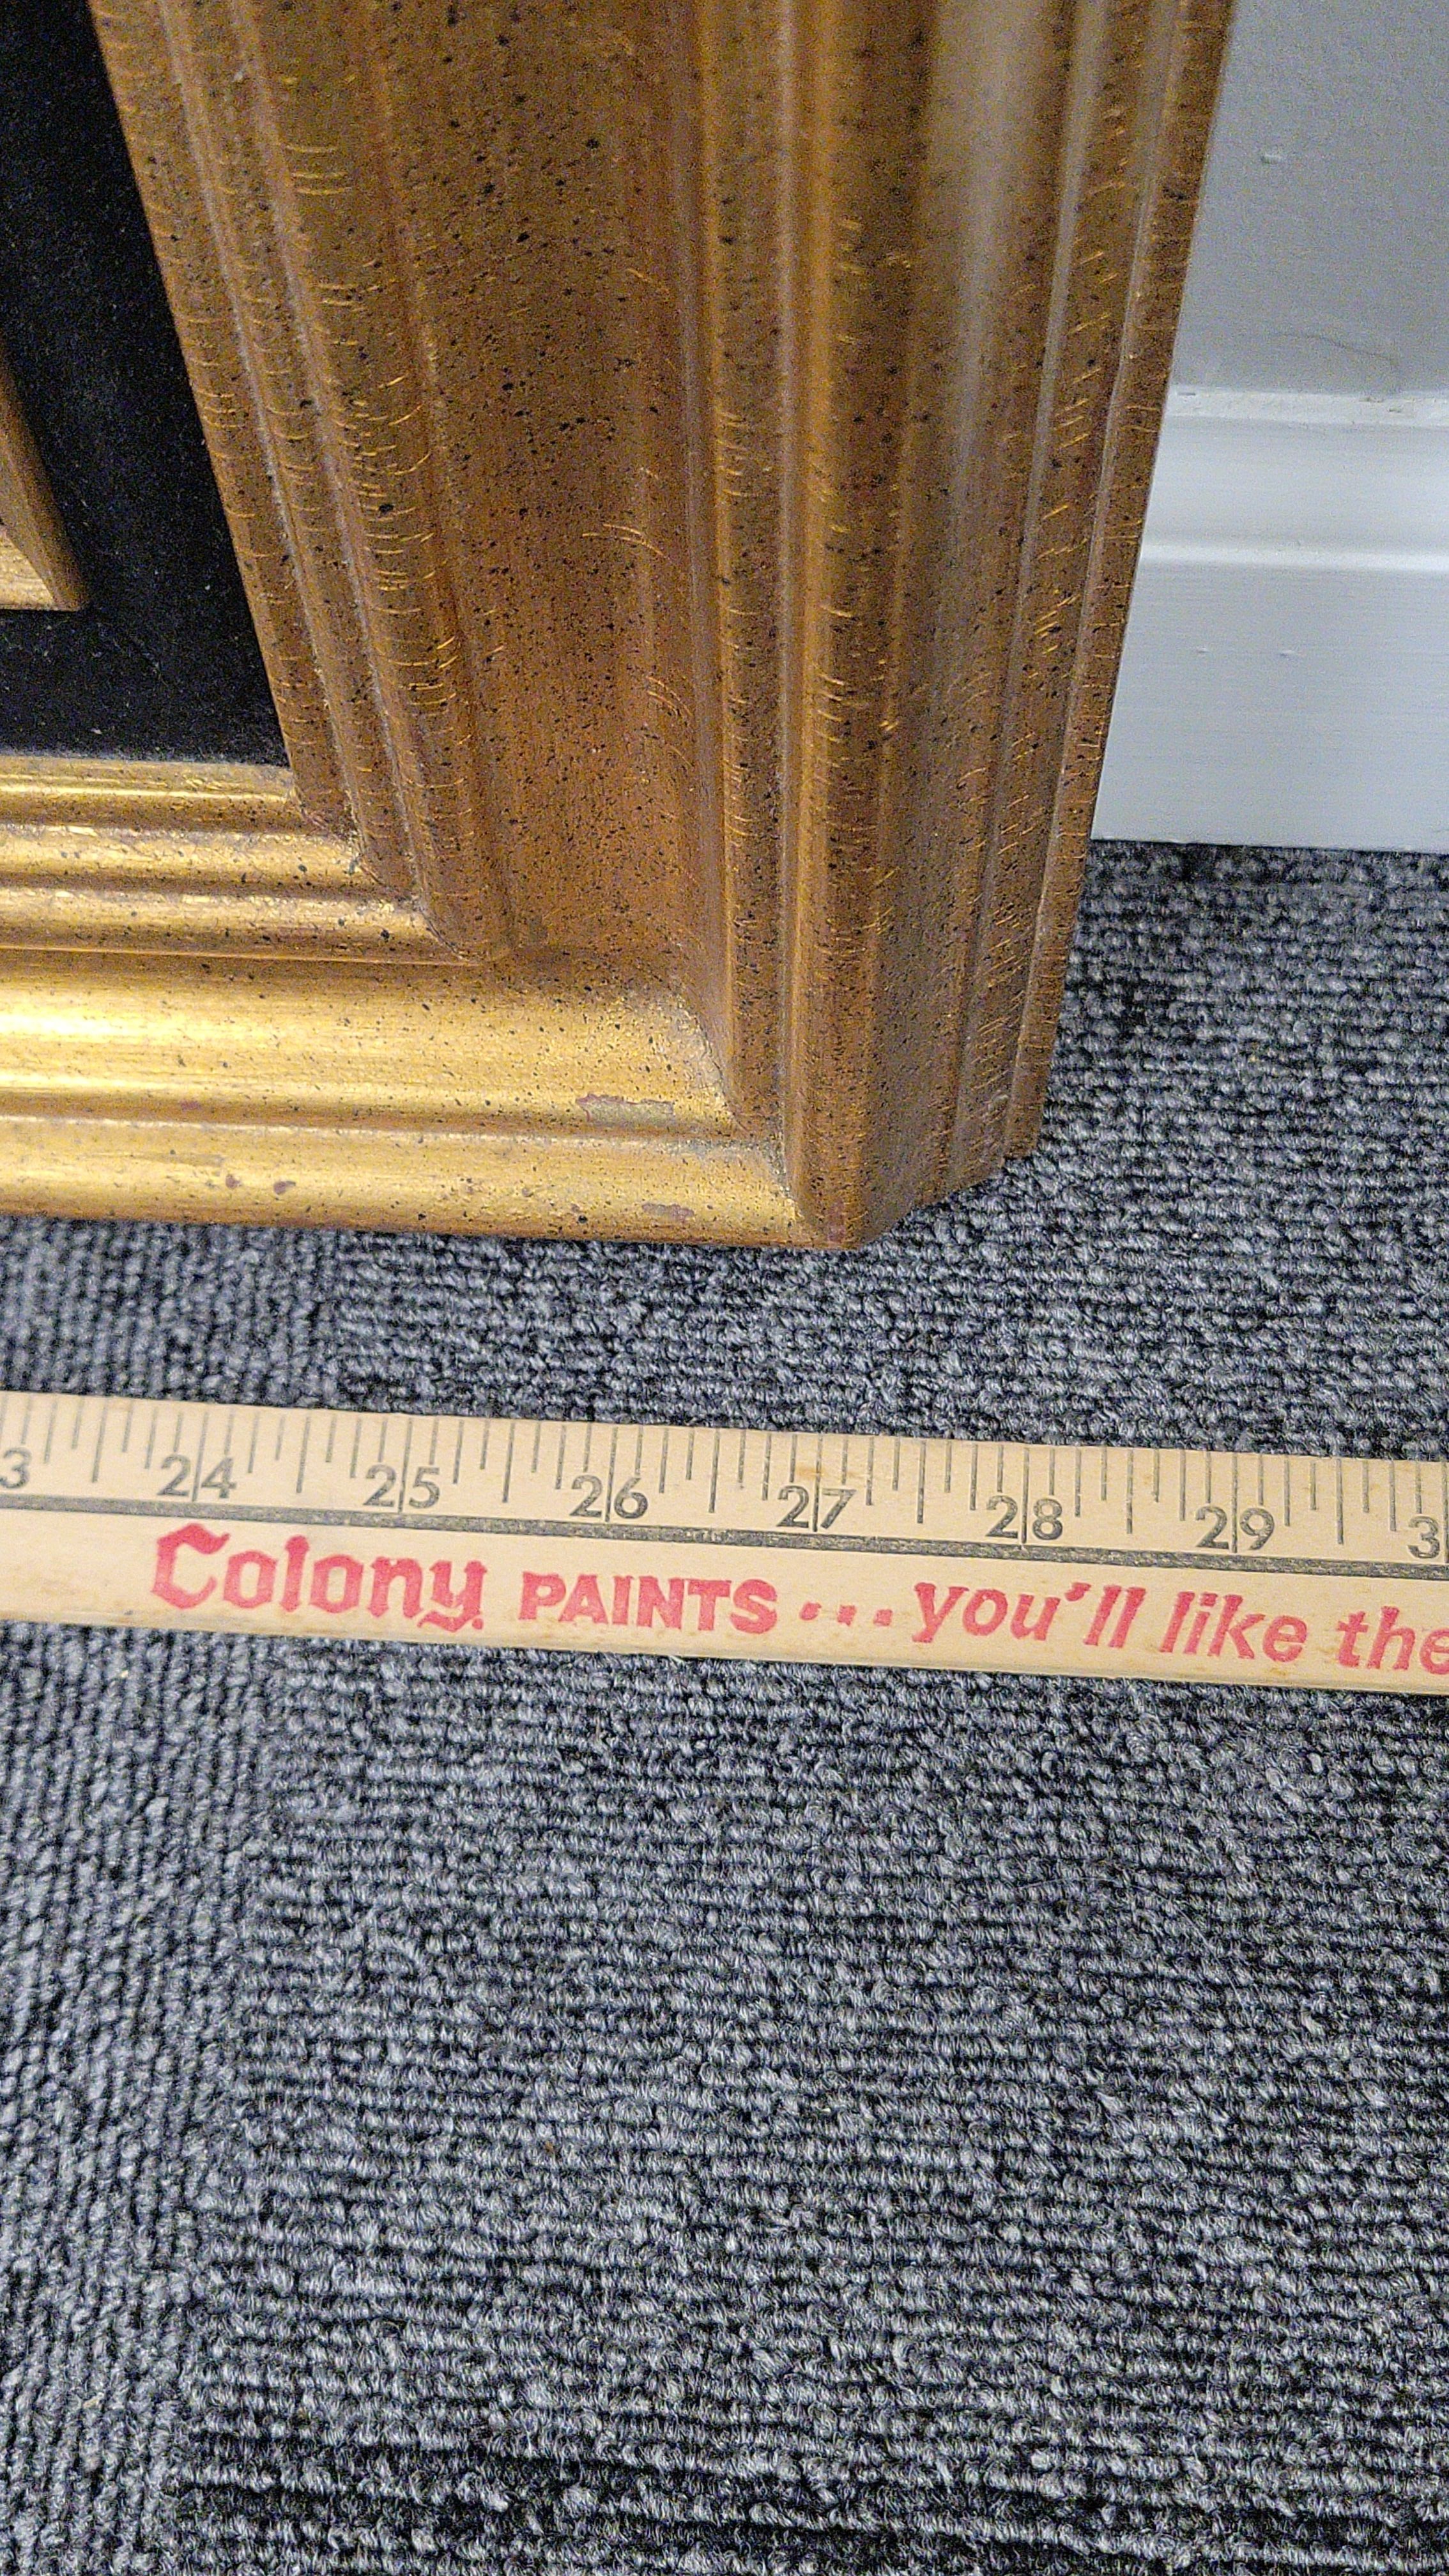 3 24 25 26 27 28 29 3
Colony PAINTS...you'll like the